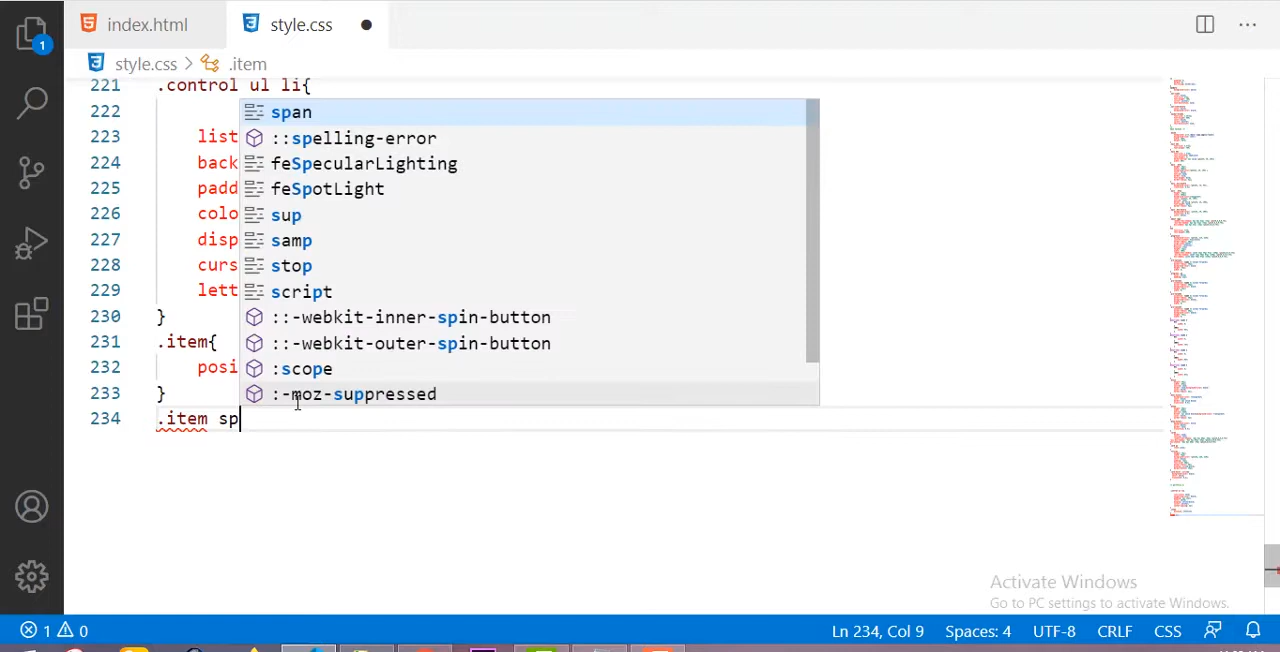 index.html
style.css
style.css > .item
221 .control ul li{
222
223 list
224 back
225 padd
226 colo
227 disp
228 curs
229 lett
230 }
231 .item{
232 posi
233 }
234 .item sp
span
::spelling-error
feSpecularLighting
feSpotLight
sup
samp
stop
script
::-webkit-inner-spin-button
::-webkit-outer-spin-button
:scope
:-moz-suppressed
1
Activate Windows
Go to PC settings to activate Windows.
1 0 Ln 234, Col 9 Spaces: 4 UTF-8 CRLF CSS